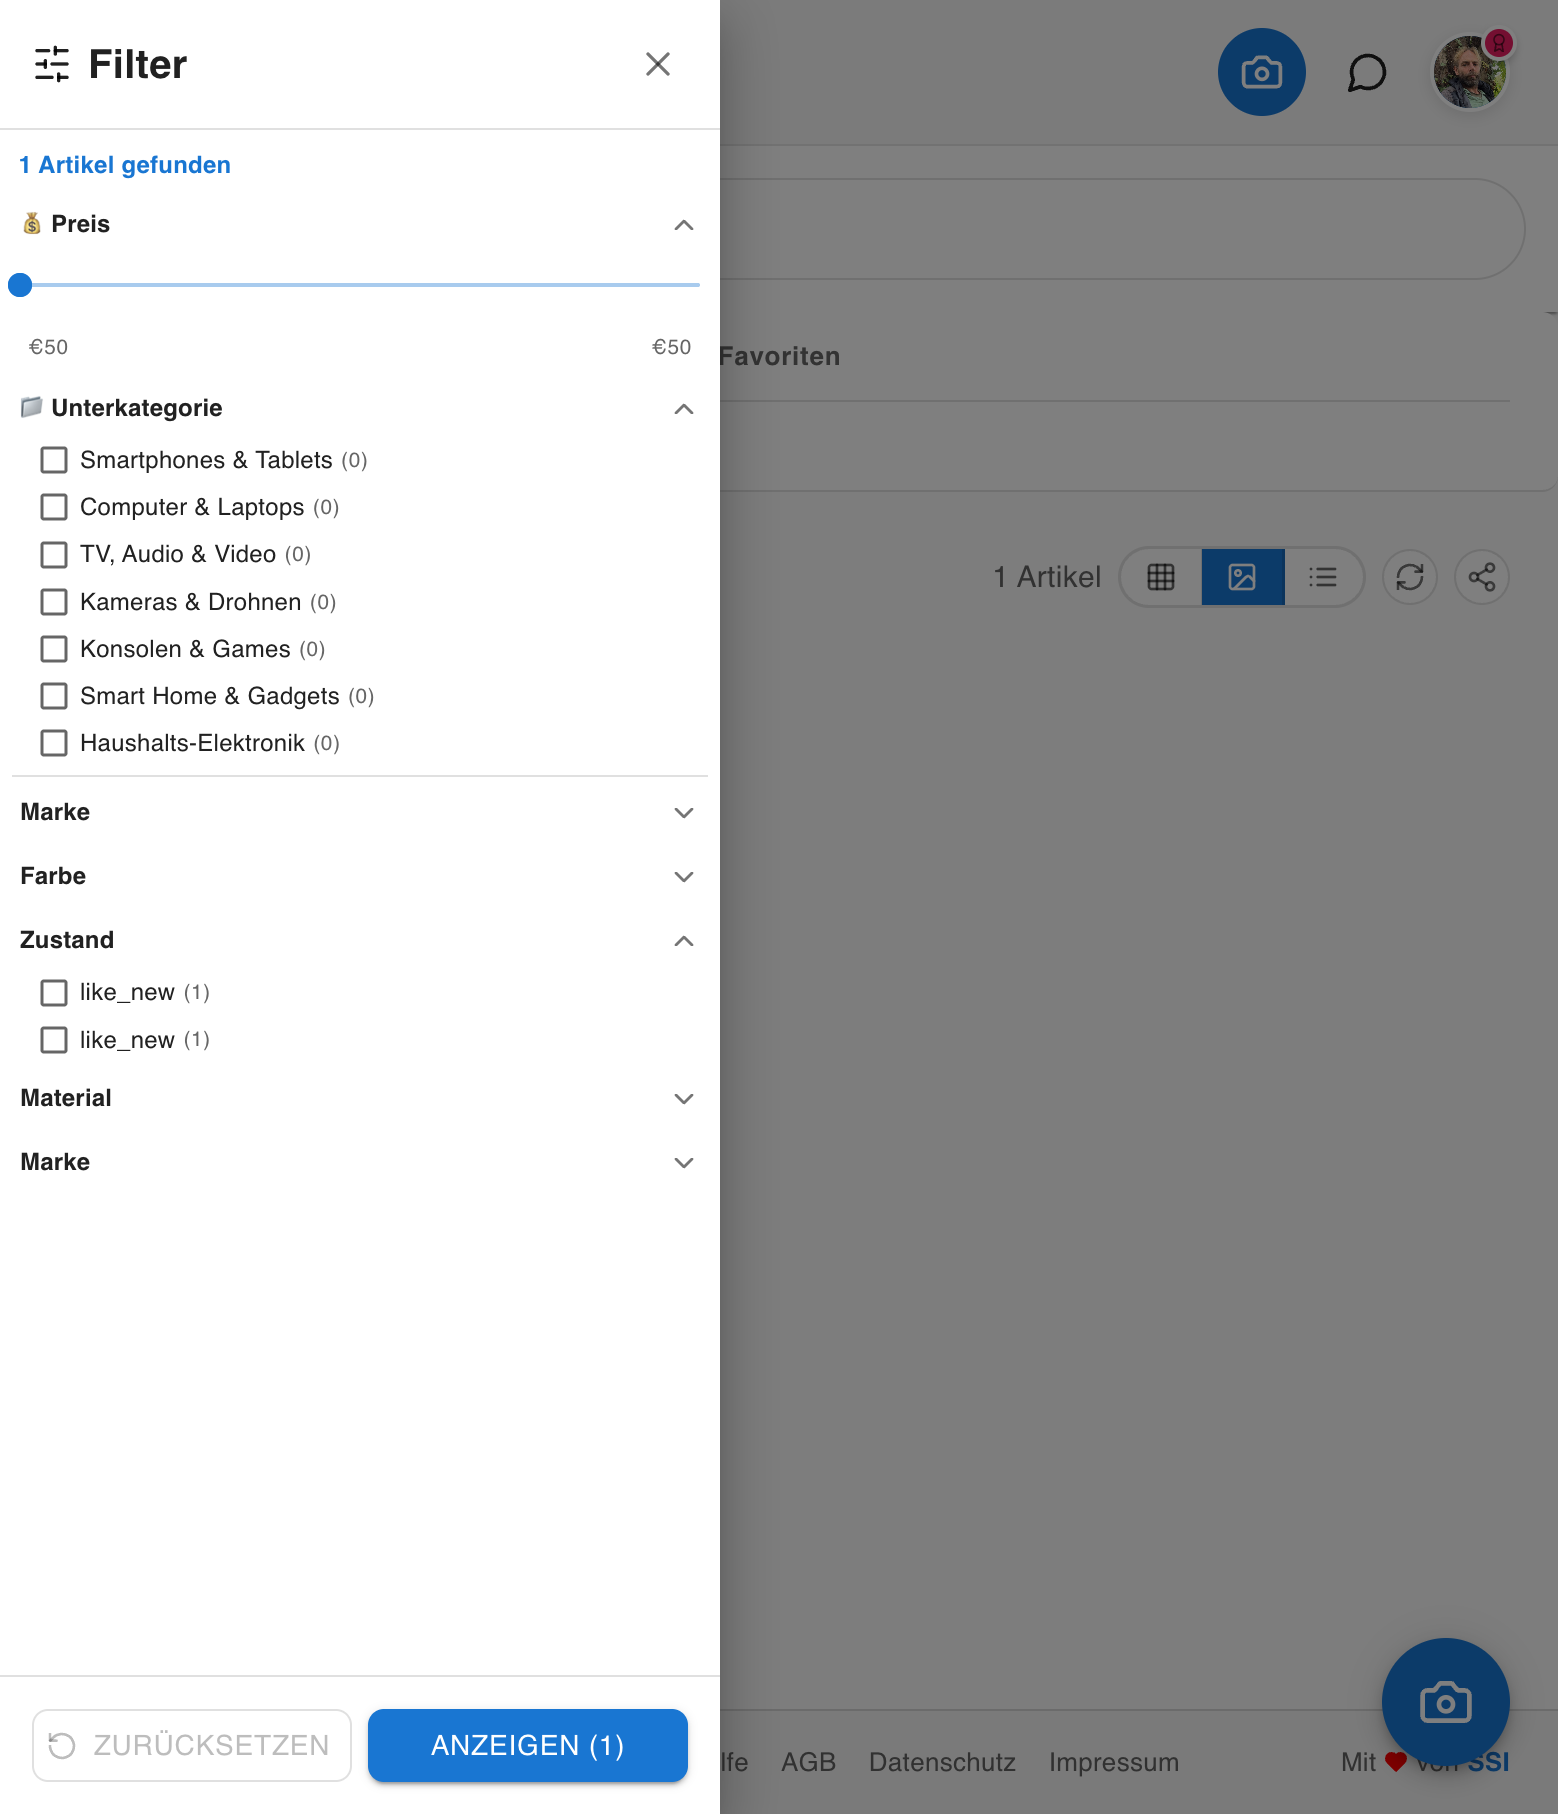 Filter
1 Artikel gefunden
Preis
€50 €50
Favoriten
Unterkategorie
Smartphones & Tablets (0)
Computer & Laptops (0)
TV, Audio & Video (0)
Kameras & Drohnen (0)
Konsolen & Games (0)
Smart Home & Gadgets (0)
Haushalts-Elektronik (0)
1 Artikel
Marke
Farbe
Zustand
like_new (1)
like_new (1)
Material
Marke
ZURÜCKSETZEN ANZEIGEN (1)
lfe AGB Datenschutz Impressum Mit von SSI